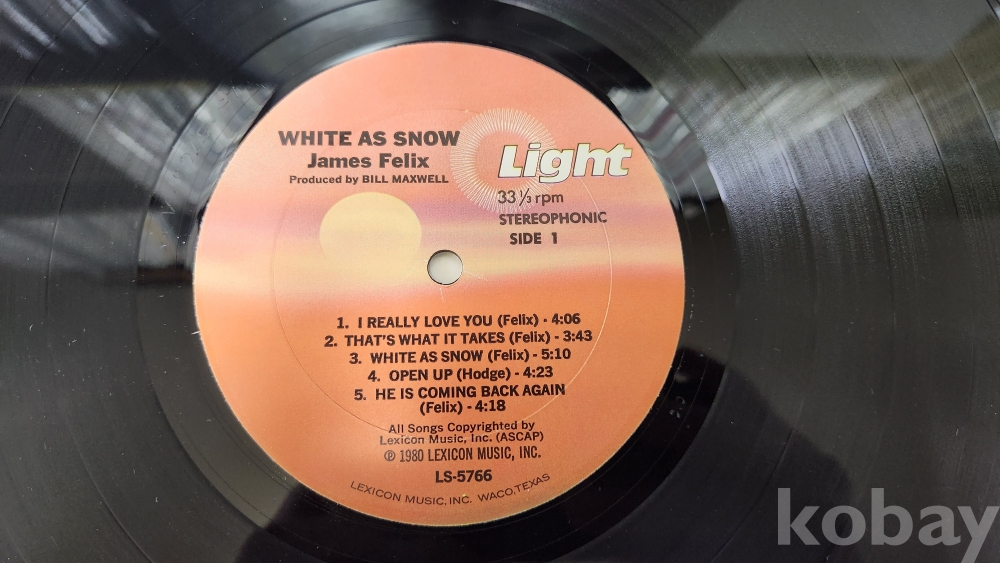 WHITE AS SNOW
James Felix
Produced by BILL MAXWELL
Light
33 1/3 rpm
STEREOPHONIC
SIDE 1
1. I REALLY LOVE YOU (Felix) - 4:06
2. THAT'S WHAT IT TAKES (Felix) - 3:43
3. WHITE AS SNOW (Felix) - 5:10
4. OPEN UP (Hodge) - 4:23
5. HE IS COMING BACK AGAIN
(Felix) - 4:18
All Songs Copyrighted by
Lexicon Music, Inc. (ASCAP)
℗ 1980 LEXICON MUSIC, INC.
LS-5766
LEXICON MUSIC, INC. WACO, TEXAS
kobay